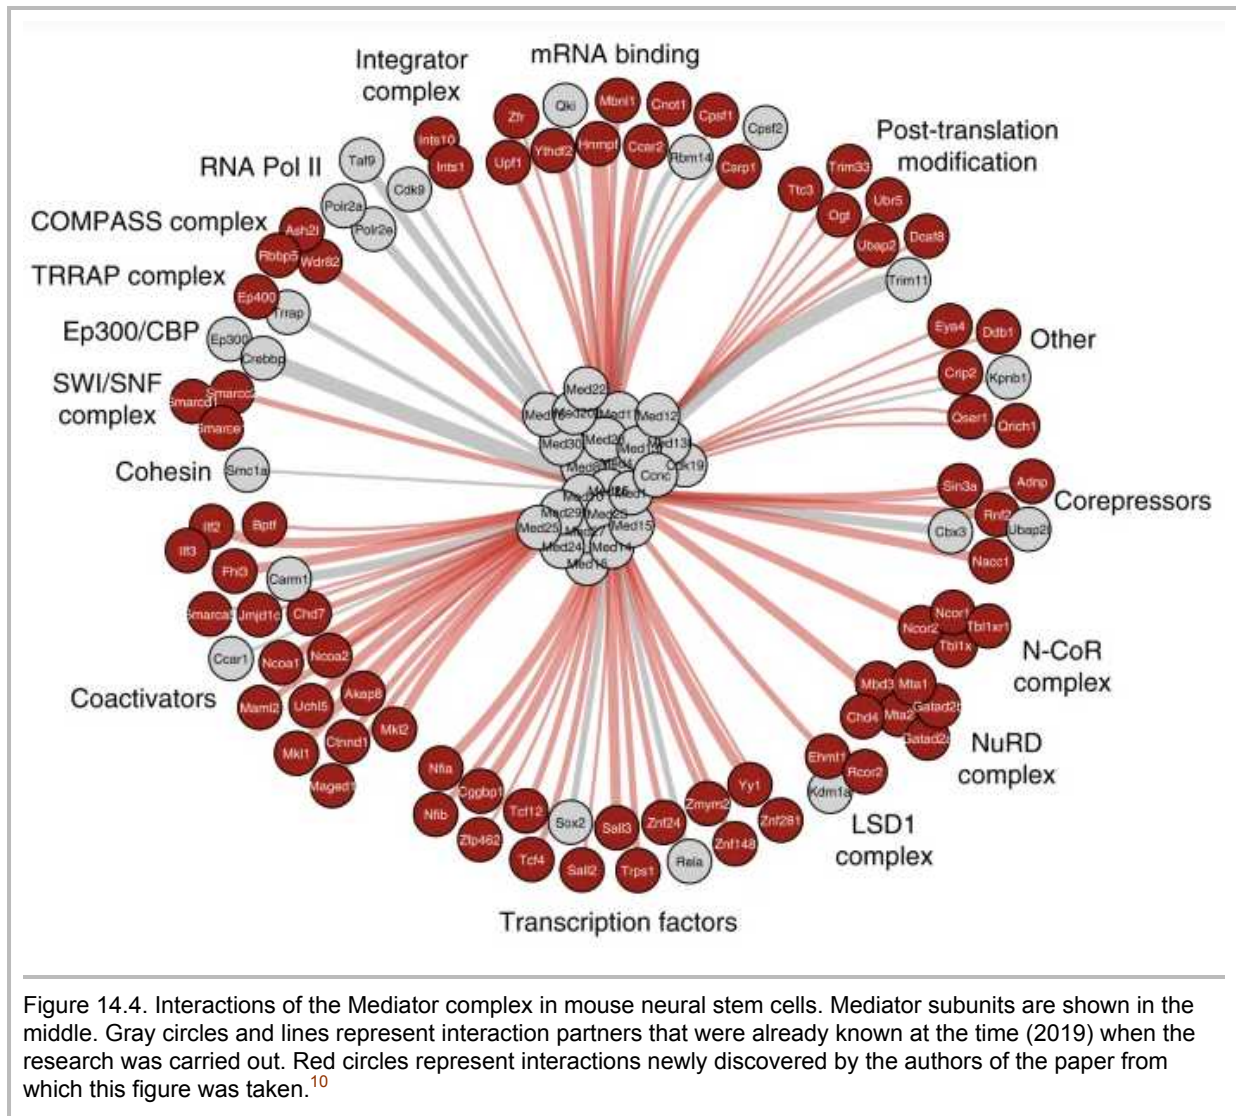 Integrator
complex
mRNA binding
Post-translation
modification
RNA Pol II
COMPASS complex
TRRAP complex
Ep300/CBP
SWI/SNF
complex
Cohesin
Coactivators
Transcription factors
LSD1
complex
NuRD
complex
N-CoR
complex
Corepressors
Other
Ints10
Ints1
Zfr
Qki
Mbnl1
Cnot1
Cpsf1
Cpsf2
Upf1
Ythdf2
Ccar2
Rbm14
Carp1
Ttc3
Trim33
Ogt
Ubr5
Ubap2
Dcaf8
Trim11
Taf9
Cdk9
Polr2a
Polr2e
Ash2l
Rbbp5
Wdr82
Ep400
Trrap
Ep300
Crebbp
Smarcd1
Smarce1
Smc1a
Eya4
Ddb1
Crip2
Kpnb1
Qser1
Qrich1
Sin3a
Adnp
Rnf2
Cbx3
Ubap2l
Nacc1
Ncor1
Ncor2
Tbl1xr1
Tbl1x
Mbd3
Mta1
Chd4
Mta2
Gatad2b
Gatad2a
Ehmt1
Rcor2
Kdm1a
Ilf2
Bptf
Ilf3
Carm1
Jmjd1c
Chd7
Ccar1
Ncoa1
Ncoa2
Maml2
Uchl5
Akap8
Mkl1
Ctnnd1
Mkl2
Maged1
Nfia
Cggbp1
Nfib
Zfp462
Tcf12
Tcf4
Sox2
Sall2
Sall3
Trps1
Znf24
Rela
Zmym2
Znf148
Yy1
Znf281
Med22
Med20
Med12
Med30
Cdk19
Ccnc
Med29
Med23
Med25
Med27
Med15
Med24
Med14
Med16
Figure 14.4. Interactions of the Mediator complex in mouse neural stem cells. Mediator subunits are shown in the
middle. Gray circles and lines represent interaction partners that were already known at the time (2019) when the
research was carried out. Red circles represent interactions newly discovered by the authors of the paper from
which this figure was taken.10